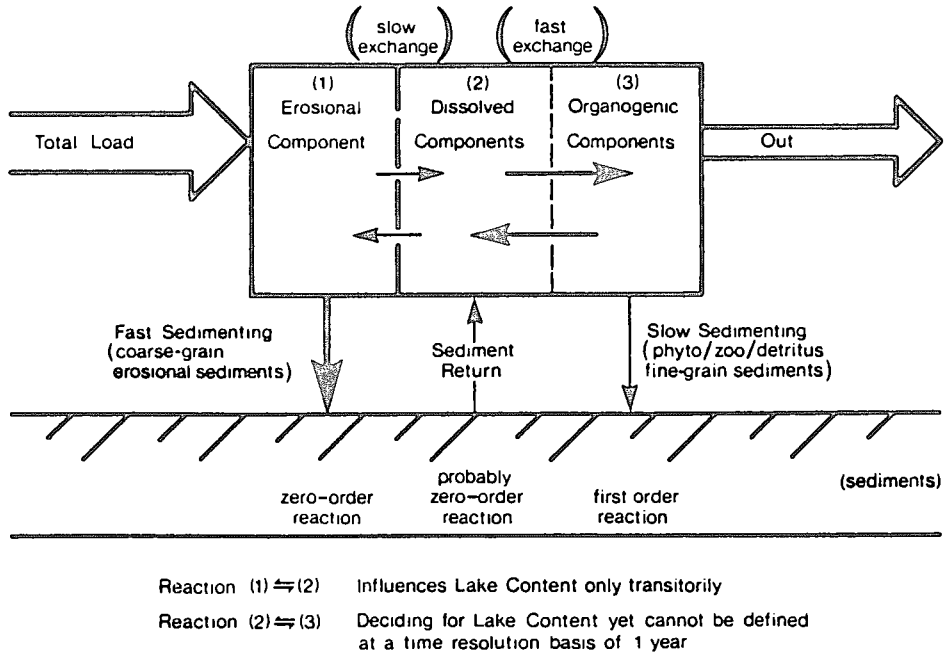 (slow exchange)
(fast exchange)
(1)
Erosional
Component
(2)
Dissolved
Components
(3)
Organogenic
Components
Total Load
Out
Fast Sedimenting
(coarse-grain
erosional sediments)
Sediment
Return
Slow Sedimenting
(phyto/zoo/detritus
fine-grain sediments)
zero-order
reaction
probably
zero-order
reaction
first order
reaction
(sediments)
Reaction (1) ⇋ (2) Influences Lake Content only transitorily
Reaction (2) ⇋ (3) Deciding for Lake Content yet cannot be defined
at a time resolution basis of 1 year